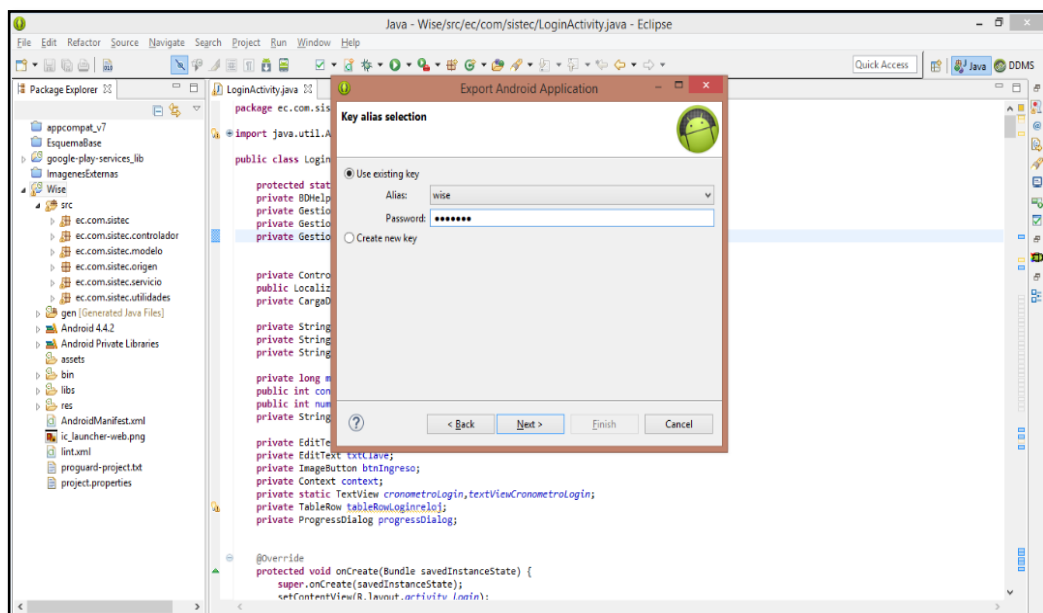 Java - Wise/src/ec/com/sistec/LoginActivity.java - Eclipse
File Edit Refactor Source Navigate Search Project Run Window Help
Quick Access
Java
DDMS
Package Explorer
appcompat_v7
EsquemaBase
google-play-services_lib
ImagenesExternas
Wise
src
ec.com.sistec
ec.com.sistec.controlador
ec.com.sistec.modelo
ec.com.sistec.origen
ec.com.sistec.servicio
ec.com.sistec.utilidades
gen [Generated Java Files]
Android 4.4.2
Android Private Libraries
assets
bin
libs
res
AndroidManifest.xml
ic_launcher-web.png
lint.xml
proguard-project.txt
project.properties
LoginActivity.java
package ec.com.sis
import java.util.A
public class Login
protected stat
private BDHelp
private Gestio
private Gestio
private Gestio
private Contro
public Localiz
private CargaD
private String
private String
private String
private long m
public int con
public int num
private String
private EditTe
private EditText txtClave;
private ImageButton btnIngreso;
private Context context;
private static TextView cronometroLogin,textViewCronometroLogin;
private TableRow tableRowLoginreloj;
private ProgressDialog progressDialog;
@Override
protected void onCreate(Bundle savedInstanceState) {
super.onCreate(savedInstanceState);
setContentView(R.layout.activity_login);
Export Android Application
Key alias selection
Use existing key
Alias: wise
Password: •••••••
Create new key
< Back
Next >
Finish
Cancel